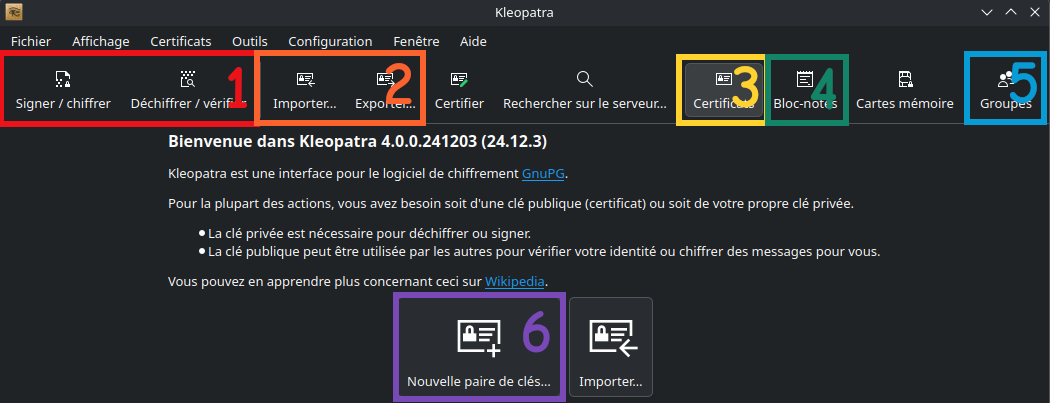 Kleopatra
Fichier Affichage Certificats Outils Configuration Fenêtre Aide
1 2 3 4 5
Signer / chiffrer Déchiffrer / vérifier Importer... Exporter... Certifier Rechercher sur le serveur... Certificats Bloc-notes Cartes mémoire Groupes
Bienvenue dans Kleopatra 4.0.0.241203 (24.12.3)
Kleopatra est une interface pour le logiciel de chiffrement GnuPG.
Pour la plupart des actions, vous avez besoin soit d'une clé publique (certificat) ou soit de votre propre clé privée.
● La clé privée est nécessaire pour déchiffrer ou signer.
● La clé publique peut être utilisée par les autres pour vérifier votre identité ou chiffrer des messages pour vous.
Vous pouvez en apprendre plus concernant ceci sur Wikipedia.
6
Nouvelle paire de clés... Importer...